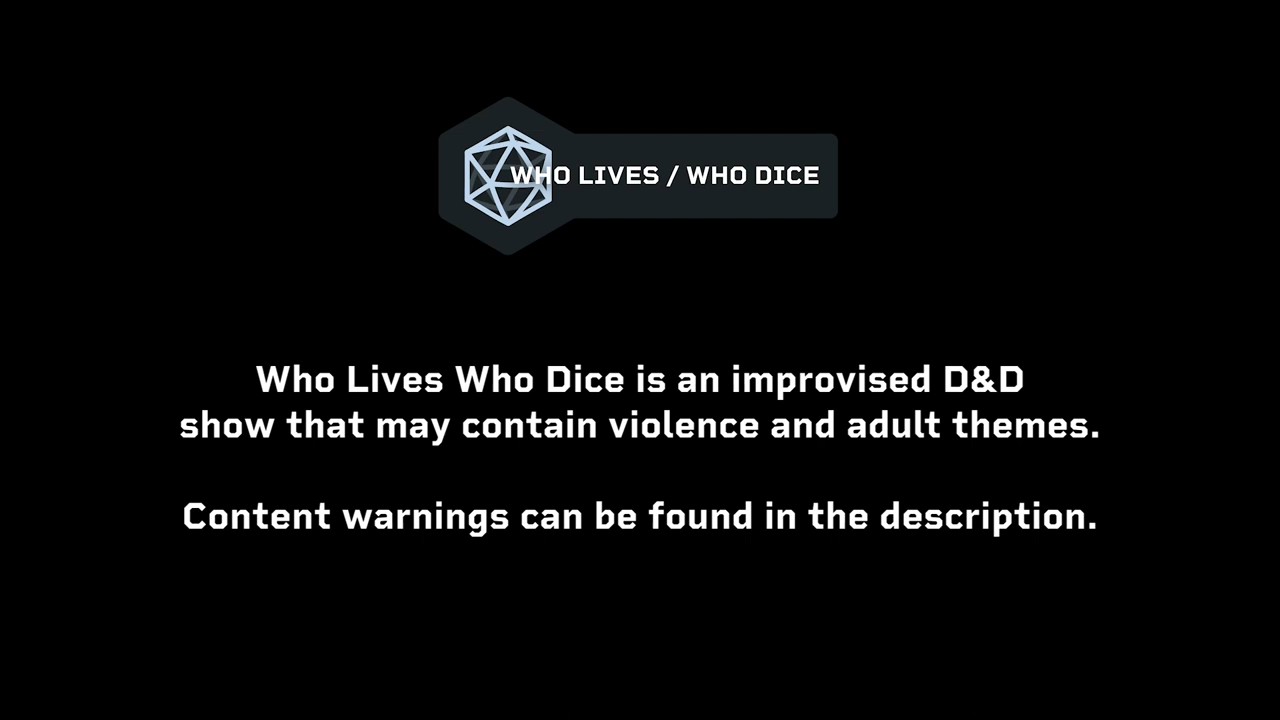 WHO LIVES / WHO DICE
Who Lives Who Dice is an improvised D&D
show that may contain violence and adult themes.
Content warnings can be found in the description.